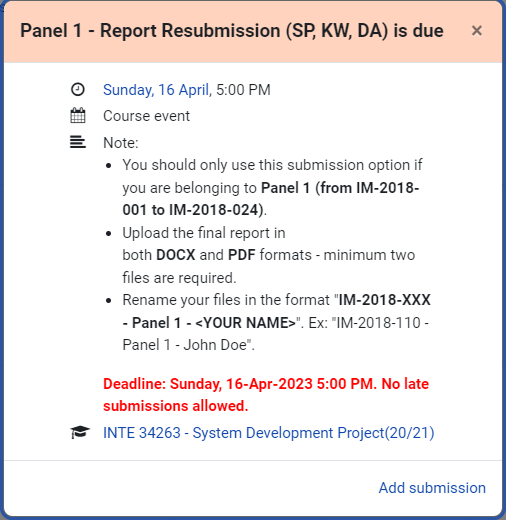 Panel 1 - Report Resubmission (SP, KW, DA) is due ×
Sunday, 16 April, 5:00 PM
Course event
Note:
• You should only use this submission option if
you are belonging to Panel 1 (from IM-2018-
001 to IM-2018-024).
• Upload the final report in
both DOCX and PDF formats - minimum two
files are required.
• Rename your files in the format "IM-2018-XXX
- Panel 1 - <YOUR NAME>". Ex: "IM-2018-110 -
Panel 1 - John Doe".
Deadline: Sunday, 16-Apr-2023 5:00 PM. No late
submissions allowed.
INTE 34263 - System Development Project(20/21)
Add submission